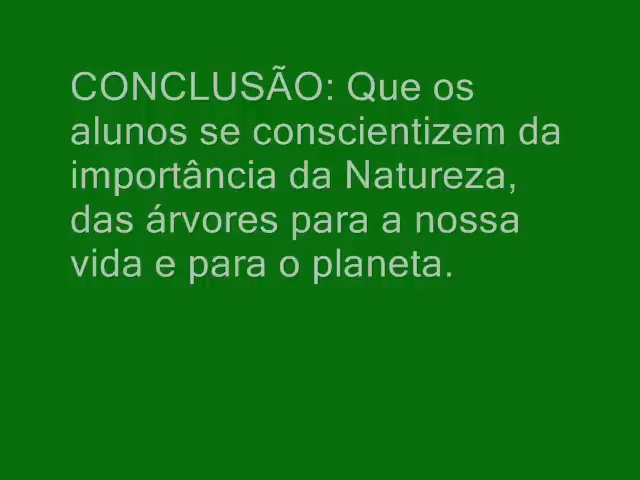 CONCLUSÃO: Que os
alunos se conscientizem da
importância da Natureza,
das árvores para a nossa
vida e para o planeta.